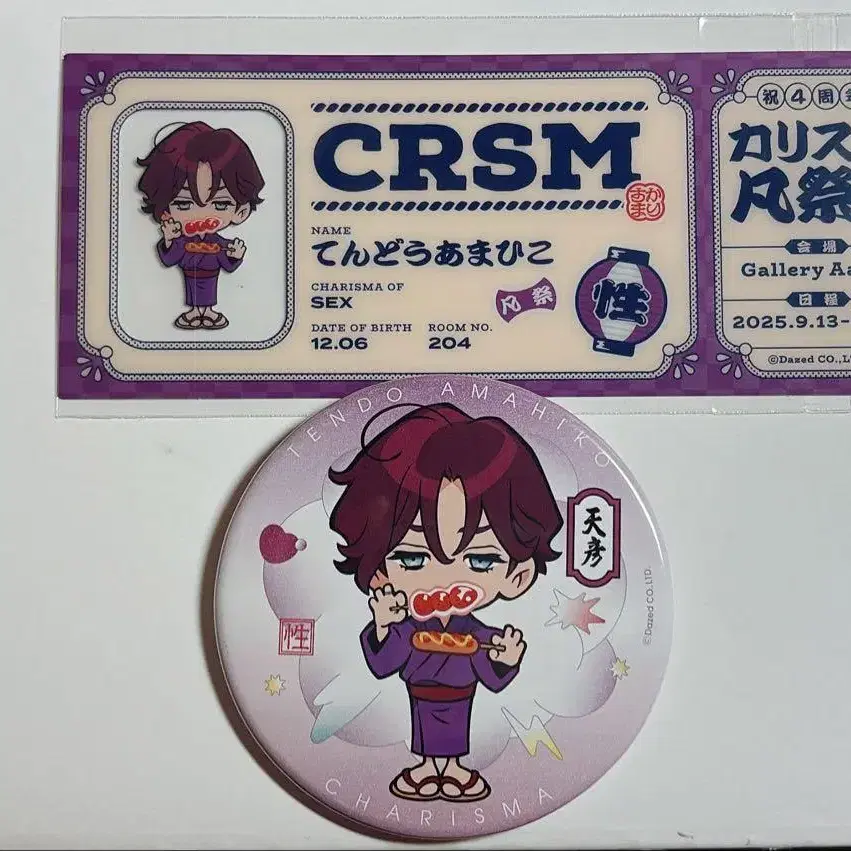 CRSM
かり
すま
NAME
てんどうあまひこ
CHARISMA OF
SEX
DATE OF BIRTH
12.06
ROOM NO.
204
凡祭
性
祝4周
カリス
凡祭
会場
Gallery Aa
日程
2025.9.13-
©Dazed CO.,L
TENDO AMAHIKO
天彦
性
©Dazed CO.,LTD.
CHARISMA